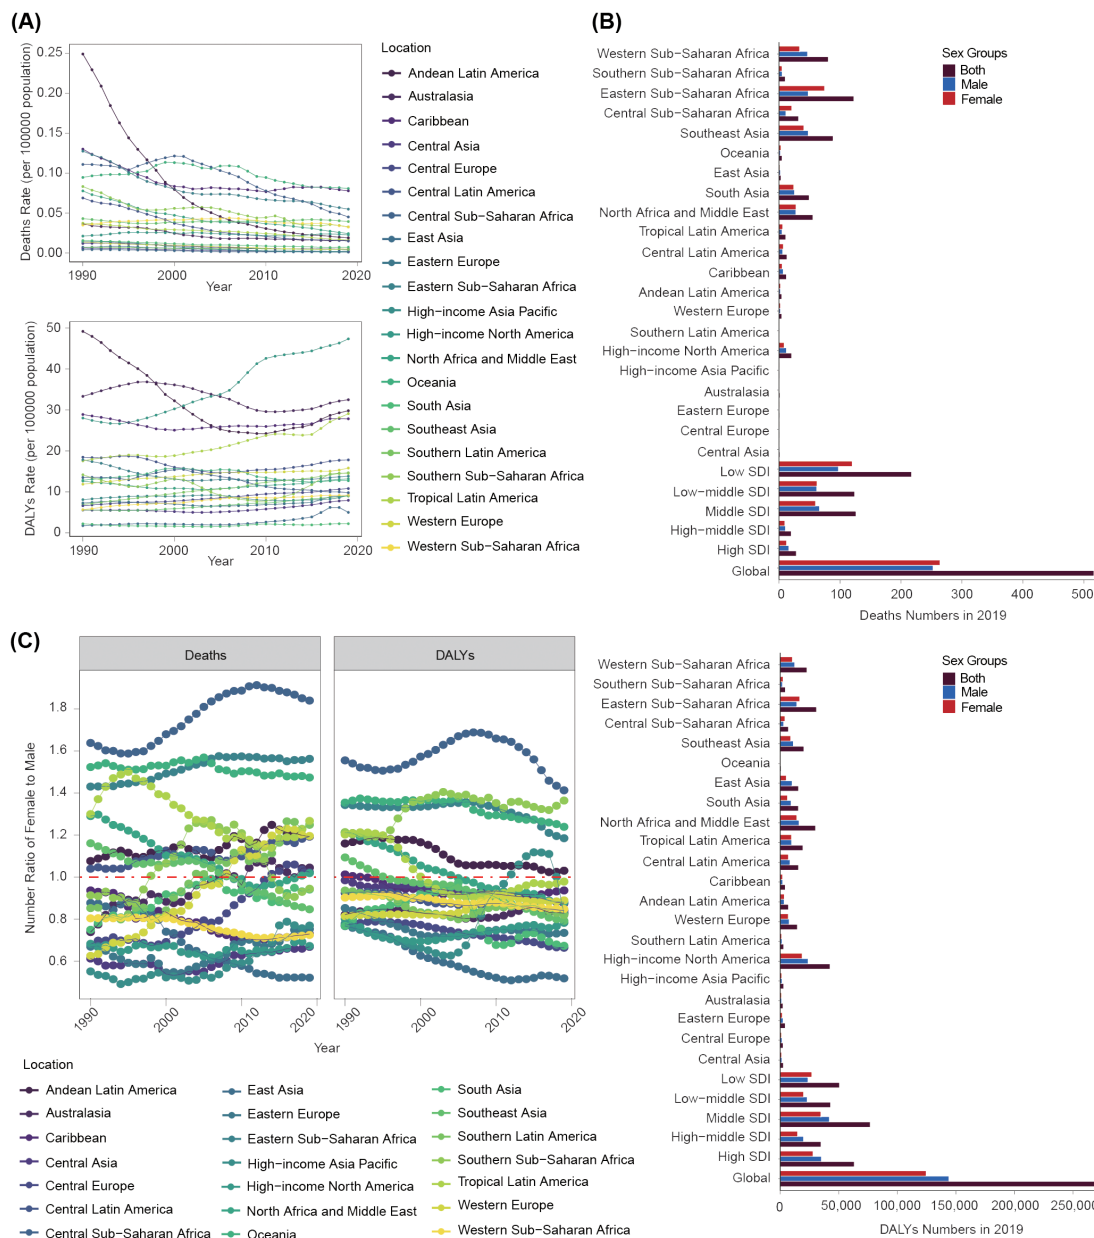 (A)
Deaths Rate (per 100000 population)
0.25
0.20
0.15
0.10
0.05
0.00
1990
2000
2010
2020
Year
DALYs Rate (per 100000 population)
50
40
30
20
10
0
1990
2000
2010
2020
Year
Location
Andean Latin America
Australasia
Caribbean
Central Asia
Central Europe
Central Latin America
Central Sub−Saharan Africa
East Asia
Eastern Europe
Eastern Sub−Saharan Africa
High−income Asia Pacific
High−income North America
North Africa and Middle East
Oceania
South Asia
Southeast Asia
Southern Latin America
Southern Sub−Saharan Africa
Tropical Latin America
Western Europe
Western Sub−Saharan Africa
(B)
Western Sub−Saharan Africa
Southern Sub−Saharan Africa
Eastern Sub−Saharan Africa
Central Sub−Saharan Africa
Southeast Asia
Oceania
East Asia
South Asia
North Africa and Middle East
Tropical Latin America
Central Latin America
Caribbean
Andean Latin America
Western Europe
Southern Latin America
High−income North America
High−income Asia Pacific
Australasia
Eastern Europe
Central Europe
Central Asia
Low SDI
Low−middle SDI
Middle SDI
High−middle SDI
High SDI
Global
0
100
200
300
400
500
Deaths Numbers in 2019
Sex Groups
Both
Male
Female
Western Sub−Saharan Africa
Southern Sub−Saharan Africa
Eastern Sub−Saharan Africa
Central Sub−Saharan Africa
Southeast Asia
Oceania
East Asia
South Asia
North Africa and Middle East
Tropical Latin America
Central Latin America
Caribbean
Andean Latin America
Western Europe
Southern Latin America
High−income North America
High−income Asia Pacific
Australasia
Eastern Europe
Central Europe
Central Asia
Low SDI
Low−middle SDI
Middle SDI
High−middle SDI
High SDI
Global
0
50,000
100,000
150,000
200,000
250,000
DALYs Numbers in 2019
Sex Groups
Both
Male
Female
(C)
Deaths
DALYs
Number Ratio of Female to Male
1.8
1.6
1.4
1.2
1.0
0.8
0.6
1990
2000
2010
2020
1990
2000
2010
2020
Year
Location
Andean Latin America
Australasia
Caribbean
Central Asia
Central Europe
Central Latin America
Central Sub−Saharan Africa
East Asia
Eastern Europe
Eastern Sub−Saharan Africa
High−income Asia Pacific
High−income North America
North Africa and Middle East
Oceania
South Asia
Southeast Asia
Southern Latin America
Southern Sub−Saharan Africa
Tropical Latin America
Western Europe
Western Sub−Saharan Africa